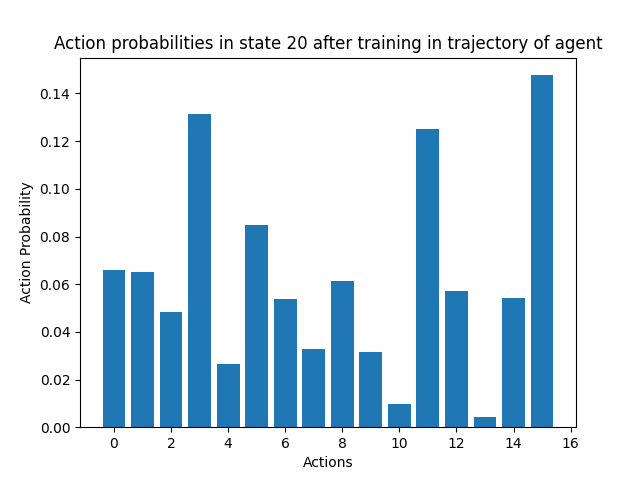 Action probabilities in state 20 after training in trajectory of agent
0.14
0.12
0.10
0.08
0.06
0.04
0.02
0.00
Action Probability
0 2 4 6 8 10 12 14 16
Actions